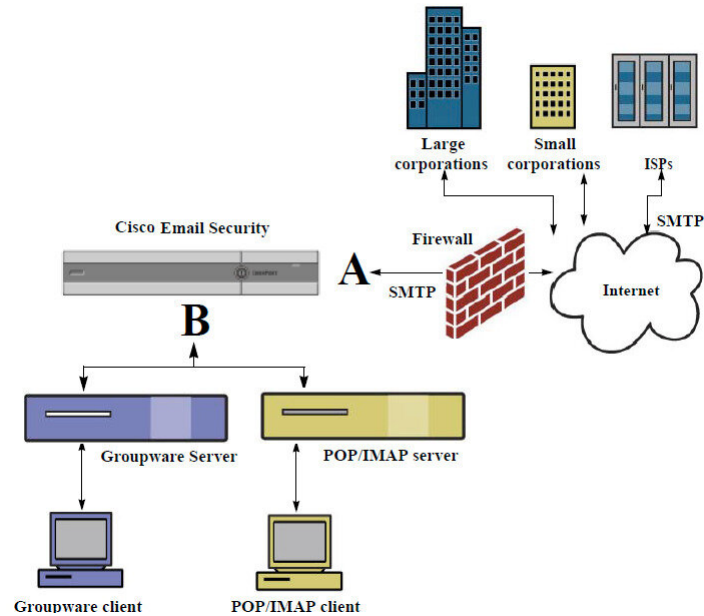 Large
corporations
Small
corporations
ISPs
SMTP
Cisco Email Security
Firewall
A
SMTP
Internet
B
Groupware Server
POP/IMAP server
Groupware client
POP/IMAP client